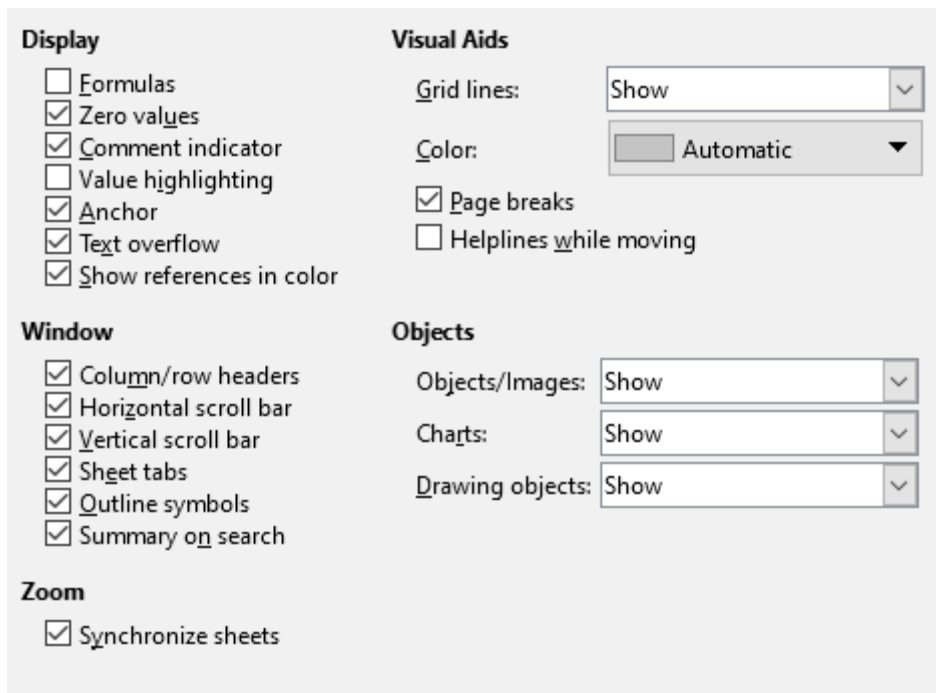 Display
Formulas
Zero values
Comment indicator
Value highlighting
Anchor
Text overflow
Show references in color
Window
Column/row headers
Horizontal scroll bar
Vertical scroll bar
Sheet tabs
Outline symbols
Summary on search
Zoom
Synchronize sheets
Visual Aids
Grid lines: Show
Color: Automatic
Page breaks
Helplines while moving
Objects
Objects/Images: Show
Charts: Show
Drawing objects: Show